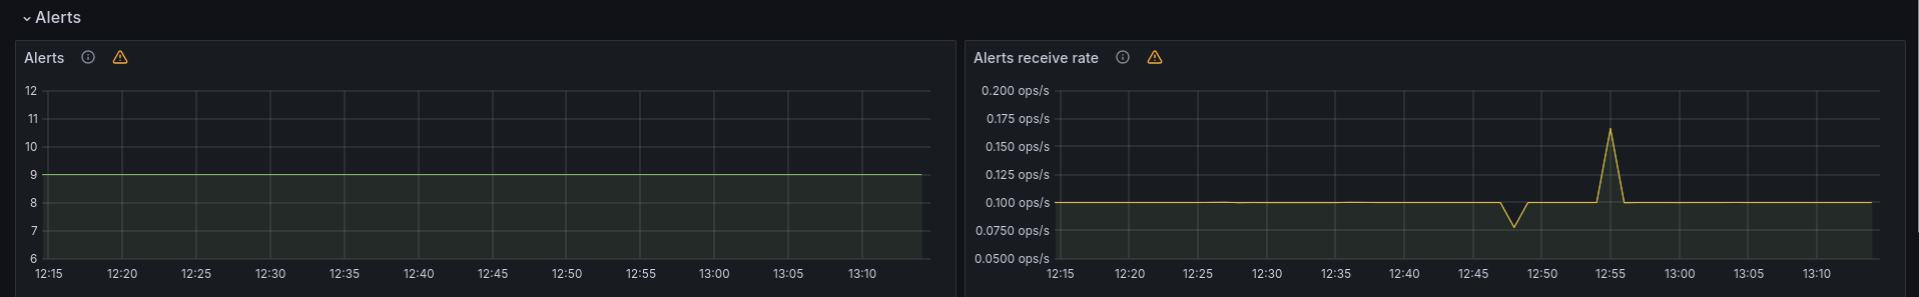 Alerts
Alerts
12
11
10
9
8
7
6
12:15 12:20 12:25 12:30 12:35 12:40 12:45 12:50 12:55 13:00 13:05 13:10
Alerts receive rate
0.200 ops/s
0.175 ops/s
0.150 ops/s
0.125 ops/s
0.100 ops/s
0.0750 ops/s
0.0500 ops/s
12:15 12:20 12:25 12:30 12:35 12:40 12:45 12:50 12:55 13:00 13:05 13:10